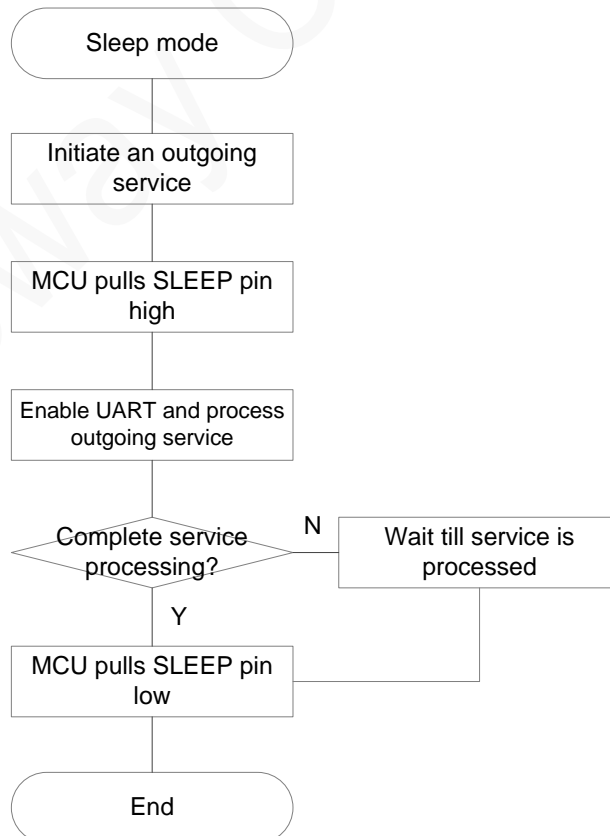 Sleep mode
Initiate an outgoing
service
MCU pulls SLEEP pin
high
Enable UART and process
outgoing service
Complete service
processing?
N
Wait till service is
processed
Y
MCU pulls SLEEP pin
low
End